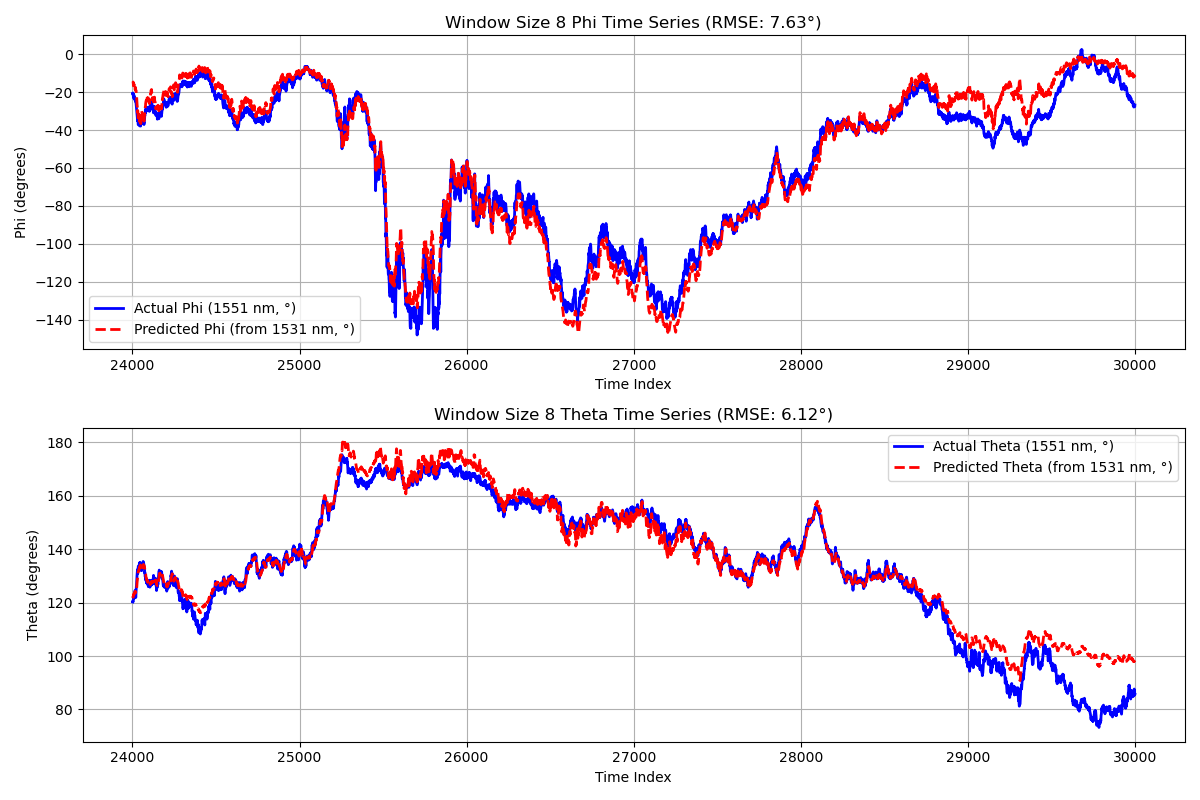 Window Size 8 Phi Time Series (RMSE: 7.63°)
Phi (degrees)
0
−20
−40
−60
−80
−100
−120
−140
Actual Phi (1551 nm, °)
Predicted Phi (from 1531 nm, °)
24000 25000 26000 27000 28000 29000 30000
Time Index
Window Size 8 Theta Time Series (RMSE: 6.12°)
Theta (degrees)
180
160
140
120
100
80
Actual Theta (1551 nm, °)
Predicted Theta (from 1531 nm, °)
24000 25000 26000 27000 28000 29000 30000
Time Index